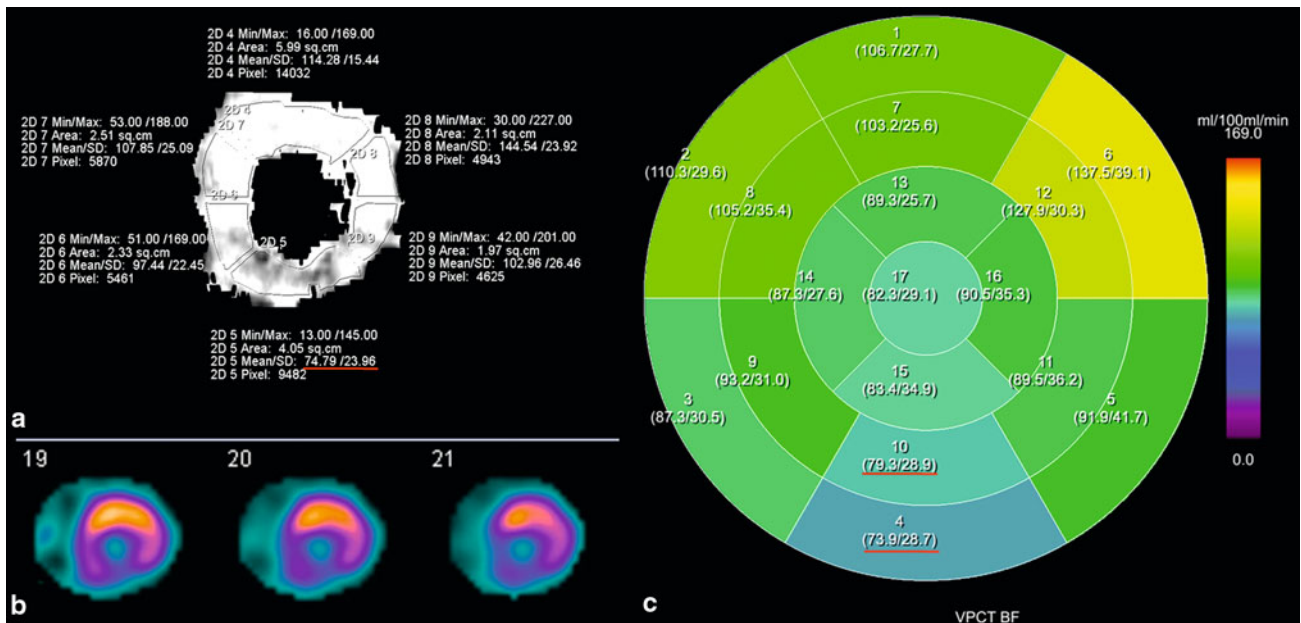 2D 4 Min/Max: 16.00 /169.00
2D 4 Area: 5.99 sq.cm
2D 4 Mean/SD: 114.28 /15.44
2D 4 Pixel: 14032
2D 7 Min/Max: 53.00 /188.00
2D 7 Area: 2.51 sq.cm
2D 7 Mean/SD: 107.85 /25.09
2D 7 Pixel: 5870
2D 4
2D 7
2D 8
2D 8 Min/Max: 30.00 /227.00
2D 8 Area: 2.11 sq.cm
2D 8 Mean/SD: 144.54 /23.92
2D 8 Pixel: 4943
2D 6
2D 5
2D 9
2D 6 Min/Max: 51.00 /169.00
2D 6 Area: 2.33 sq.cm
2D 6 Mean/SD: 97.44 /22.45
2D 6 Pixel: 5461
2D 9 Min/Max: 42.00 /201.00
2D 9 Area: 1.97 sq.cm
2D 9 Mean/SD: 102.96 /26.46
2D 9 Pixel: 4625
2D 5 Min/Max: 13.00 /145.00
2D 5 Area: 4.05 sq.cm
2D 5 Mean/SD: 74.79 /23.96
2D 5 Pixel: 9482
a
19 20 21
b
1
(106.7/27.7)
2
(110.3/29.6)
7
(103.2/25.6)
6
(137.5/39.1)
8
(105.2/35.4)
13
(89.3/25.7)
12
(127.9/30.3)
14
(87.3/27.6)
17
(82.3/29.1)
16
(90.5/35.3)
9
(93.2/31.0)
15
(83.4/34.9)
11
(89.5/36.2)
3
(87.3/30.5)
5
(91.9/41.7)
10
(79.3/28.9)
4
(73.9/28.7)
ml/100ml/min
169.0
0.0
c
VPCT BF